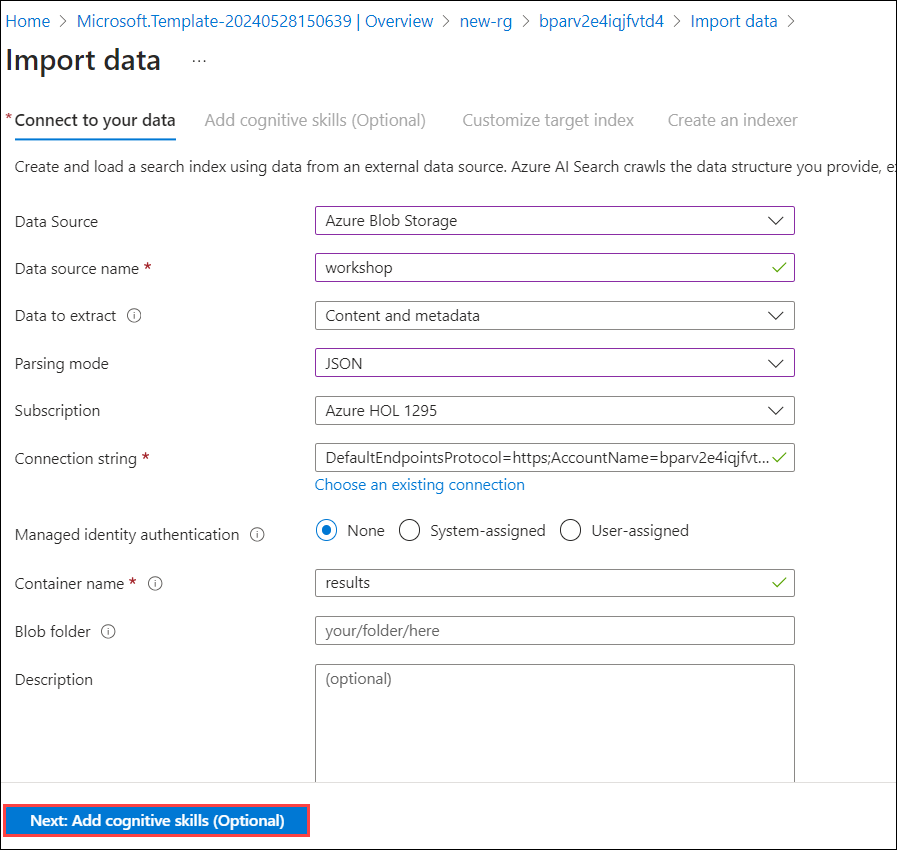 Home > Microsoft.Template-20240528150639 | Overview > new-rg > bparv2e4iqjfvtd4 > Import data >
Import data ...
* Connect to your data Add cognitive skills (Optional) Customize target index Create an indexer
Create and load a search index using data from an external data source. Azure AI Search crawls the data structure you provide, e
Data Source Azure Blob Storage
Data source name * workshop
Data to extract Content and metadata
Parsing mode JSON
Subscription Azure HOL 1295
Connection string * DefaultEndpointsProtocol=https;AccountName=bparv2e4iqjfvt...
Choose an existing connection
Managed identity authentication None System-assigned User-assigned
Container name * results
Blob folder your/folder/here
Description (optional)
Next: Add cognitive skills (Optional)